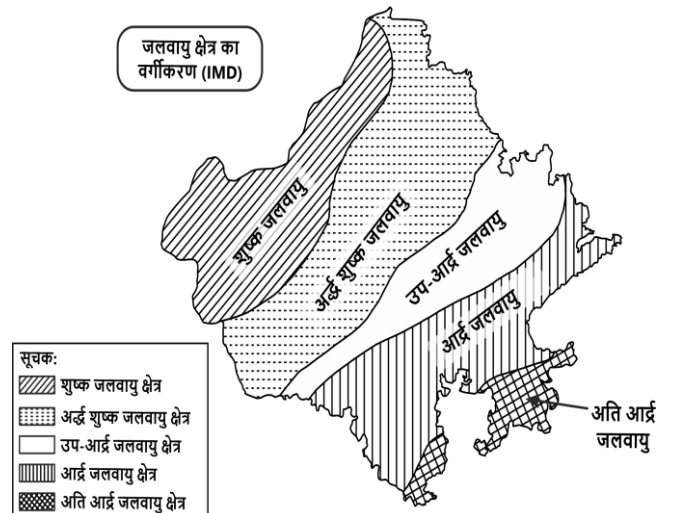 जलवायु क्षेत्र का
वर्गीकरण (IMD)
शुष्क जलवायु
अर्द्ध शुष्क जलवायु
उप-आर्द्र जलवायु
आर्द्र जलवायु
अति आर्द्र
जलवायु
सूचक:
शुष्क जलवायु क्षेत्र
अर्द्ध शुष्क जलवायु क्षेत्र
उप-आर्द्र जलवायु क्षेत्र
आर्द्र जलवायु क्षेत्र
अति आर्द्र जलवायु क्षेत्र